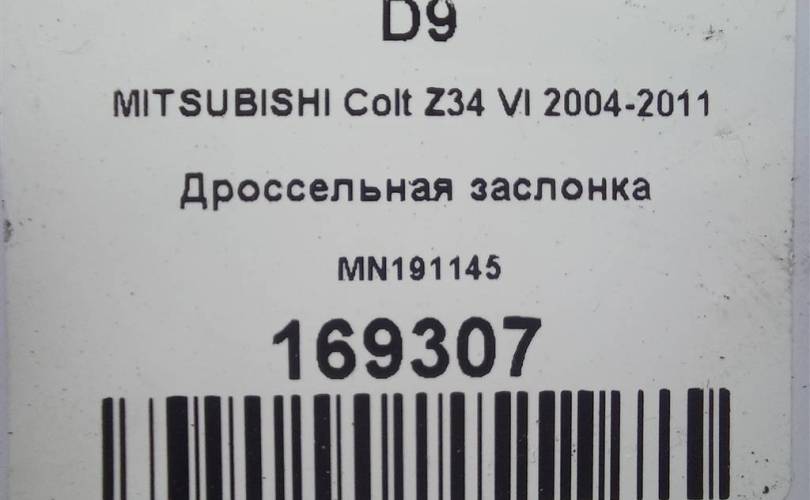 D9
MITSUBISHI Colt Z34 VI 2004-2011
Дроссельная заслонка
MN191145
169307